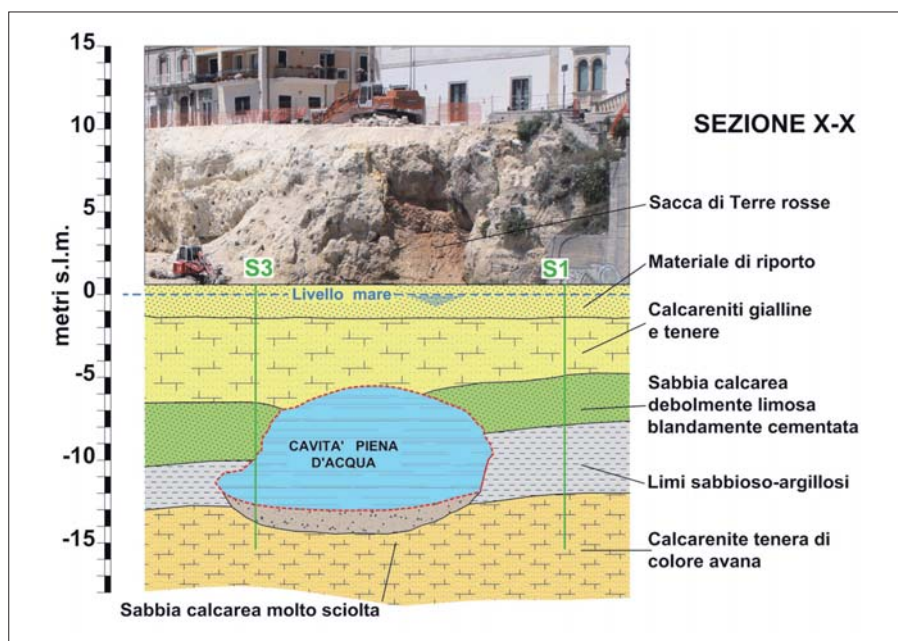 15
10
5
0
-5
-10
-15
metri s.l.m.
SEZIONE X-X
Sacca di Terre rosse
S3
S1
Livello mare
Materiale di riporto
Calcareniti gialline
e tenere
Sabbia calcarea
debolmente limosa
blandamente cementata
CAVITA' PIENA
D'ACQUA
Limi sabbioso-argillosi
Calcarenite tenera di
colore avana
Sabbia calcarea molto sciolta